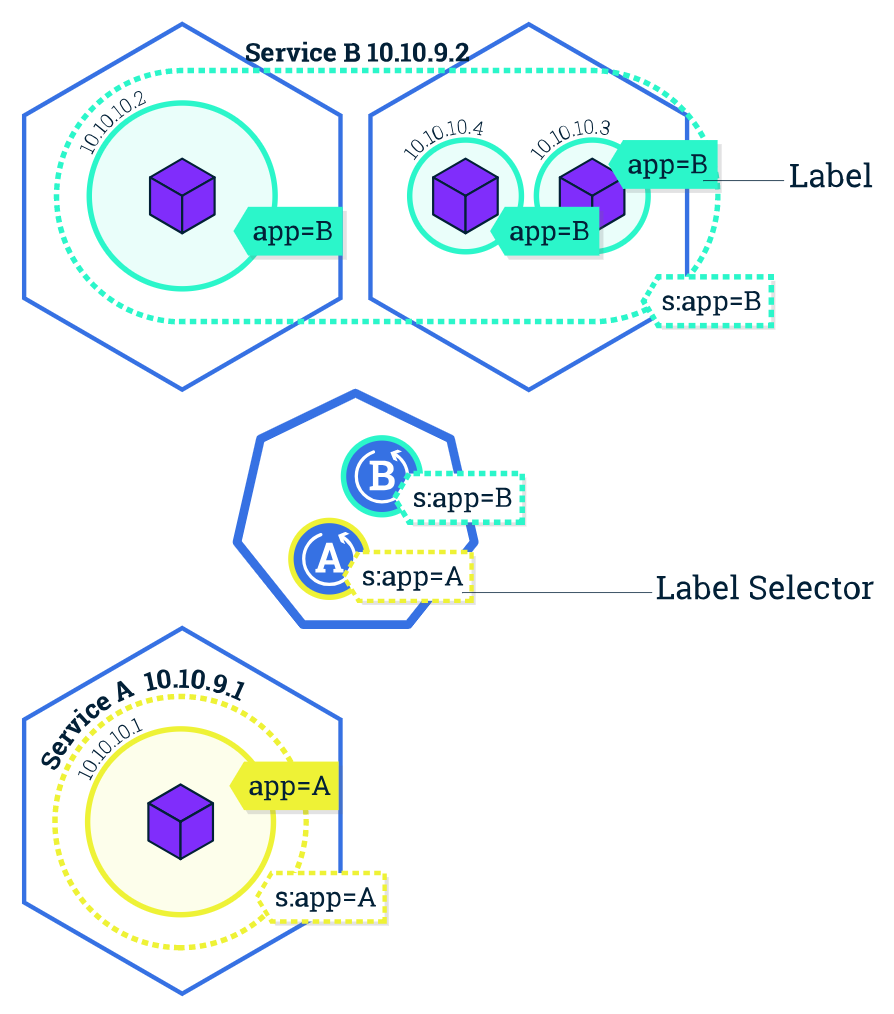 Service B 10.10.9.2
10.10.10.2
10.10.10.4
10.10.10.3
app=B
Label
app=B
app=B
s:app=B
B
s:app=B
A
s:app=A
Label Selector
Service A 10.10.9.1
10.10.10.1
app=A
s:app=A